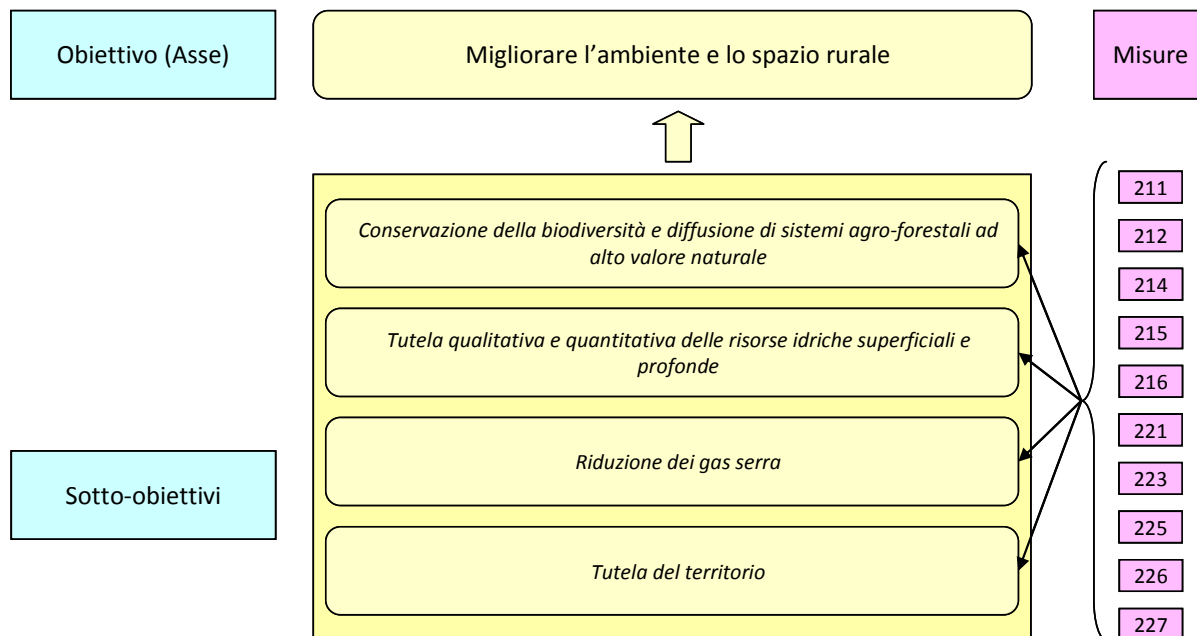 Obiettivo (Asse)
Migliorare l’ambiente e lo spazio rurale
Misure
Conservazione della biodiversità e diffusione di sistemi agro-forestali ad
alto valore naturale
Tutela qualitativa e quantitativa delle risorse idriche superficiali e
profonde
Riduzione dei gas serra
Tutela del territorio
Sotto-obiettivi
211
212
214
215
216
221
223
225
226
227